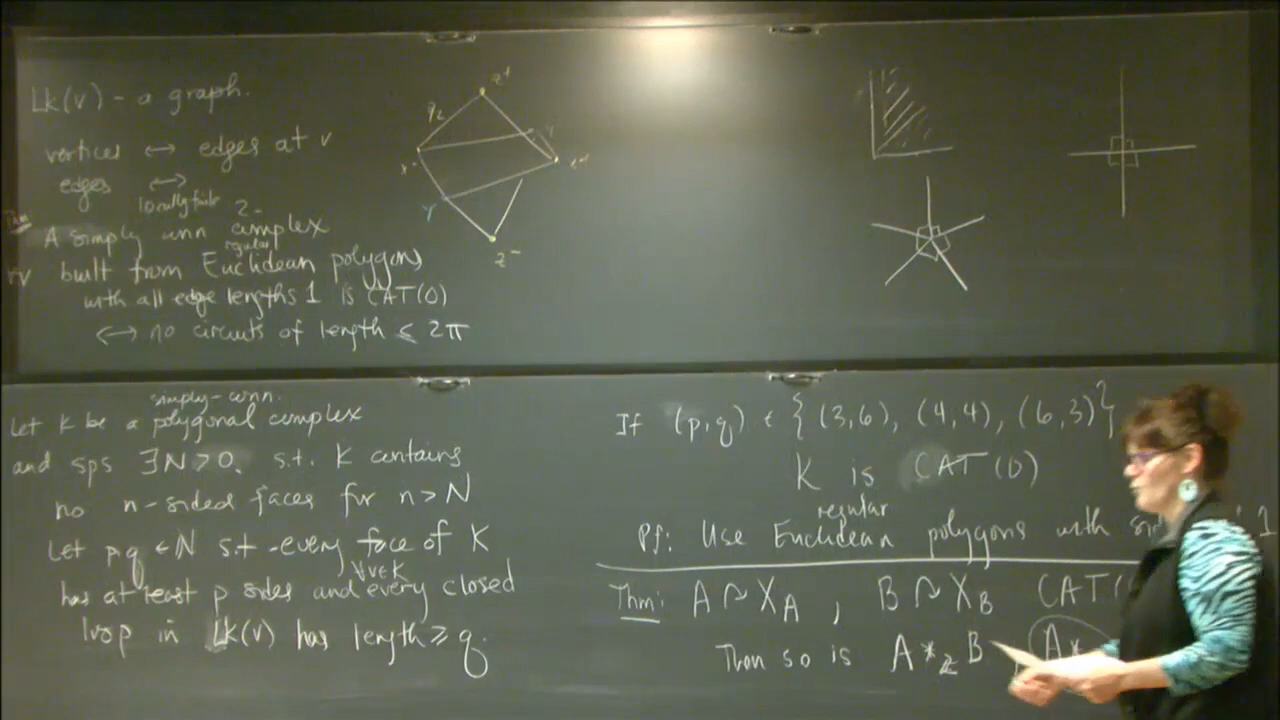 Lk(v) - a graph.
vertices ↔ edges at v
edges ↔
locally finite 2-
Thm
A simply conn complex
regular
built from Euclidean polygons
with all edge lengths 1 is CAT(0)
↔ no circuits of length < 2π
z+
x-
y
z-
simply-conn.
Let K be a polygonal complex
and sps ∃N>0, s.t. K contains
no n-sided faces for n>N
Let p,q ∈ N s.t. every face of K
∀v∈K
has at least p sides and every closed
loop in Lk(v) has length ≥ q.
If (p,q) ∈ {(3,6), (4,4), (6,3)}
K is CAT(0)
regular
Pf: Use Euclidean polygons with 1
Thm: A ↷ X_A , B ↷ X_B CAT(
Then so is A *_Z B , A*